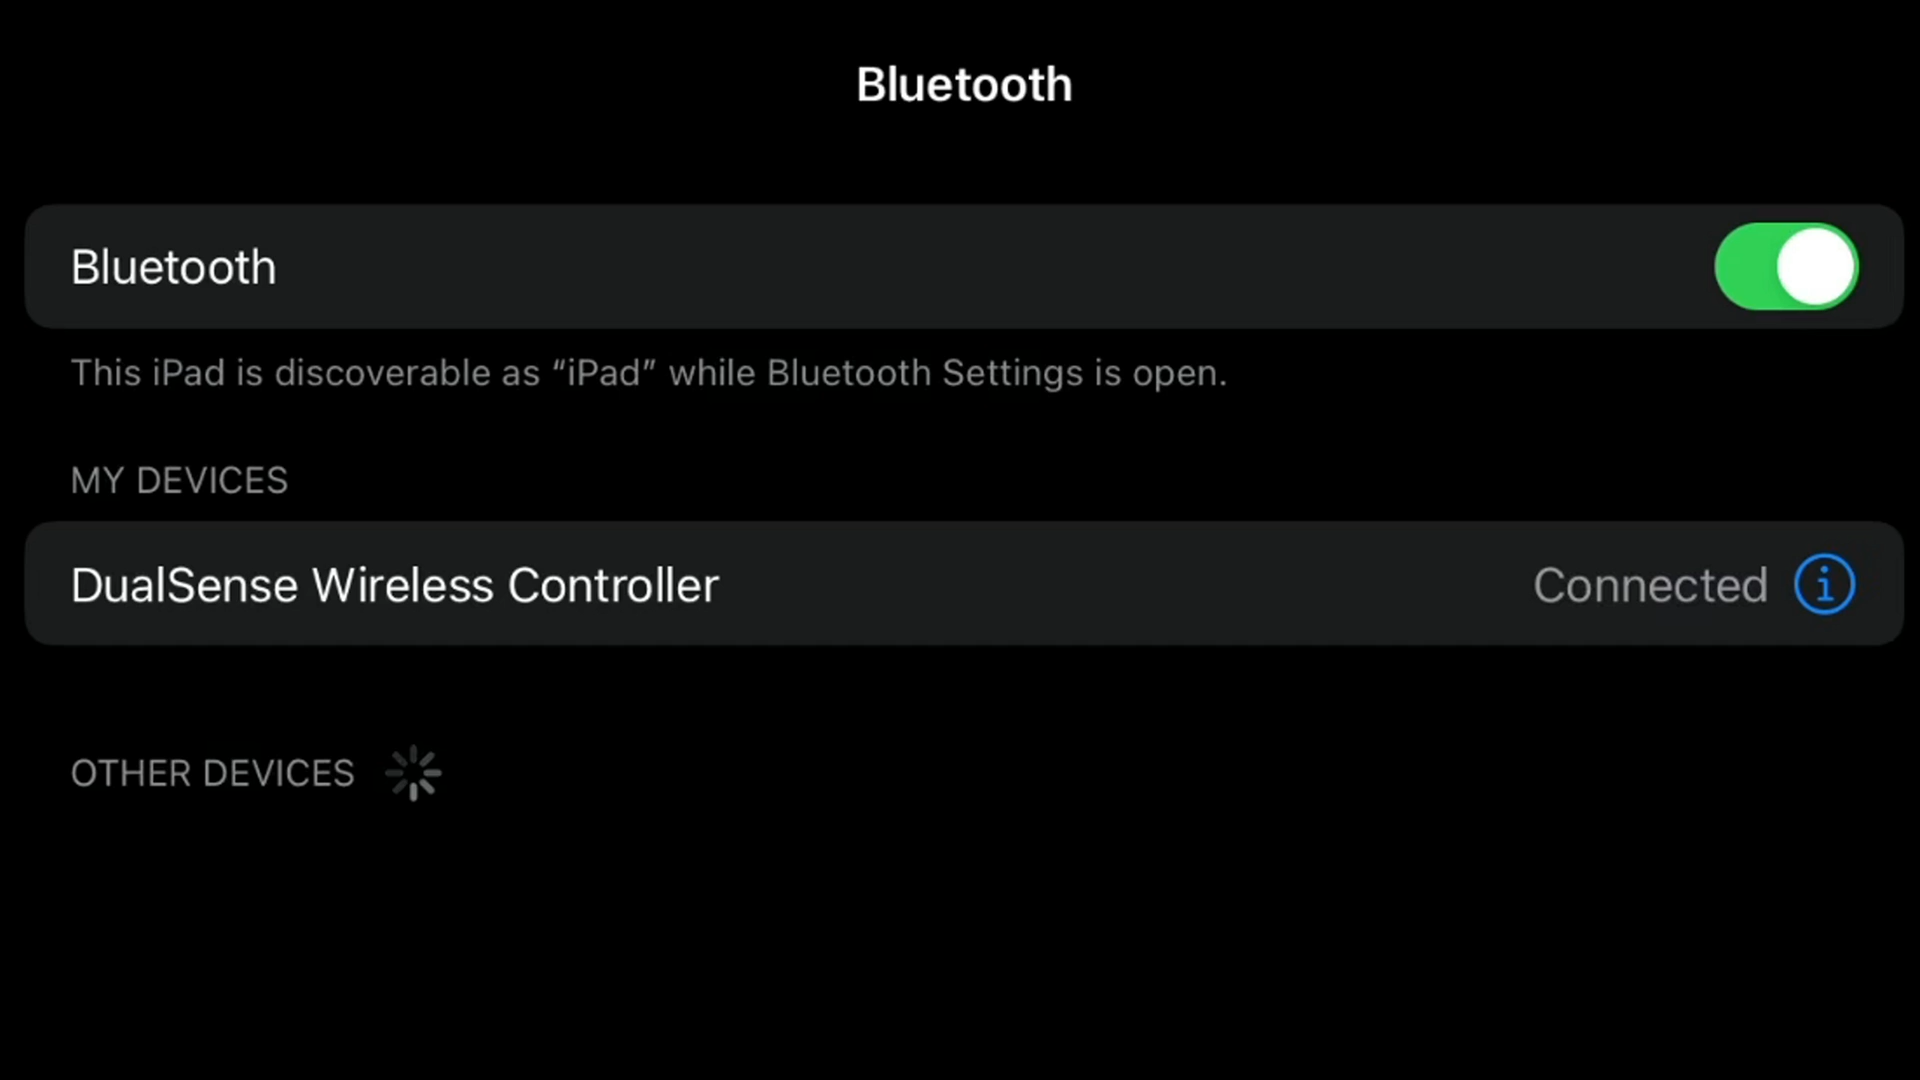 Bluetooth
Bluetooth
This iPad is discoverable as “iPad” while Bluetooth Settings is open.
MY DEVICES
DualSense Wireless Controller Connected
OTHER DEVICES